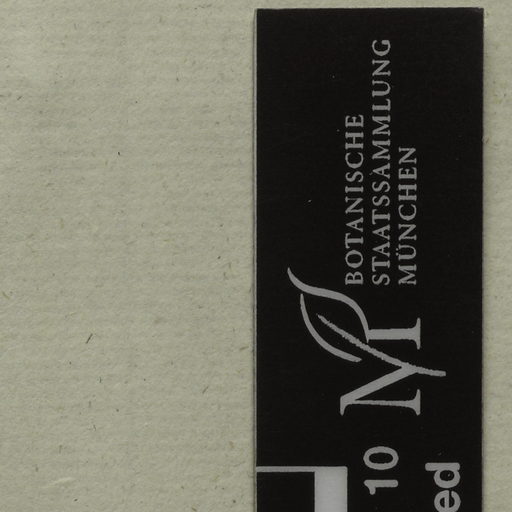 BOTANISCHE
STAATSSAMMLUNG
MÜNCHEN
M
10
ed